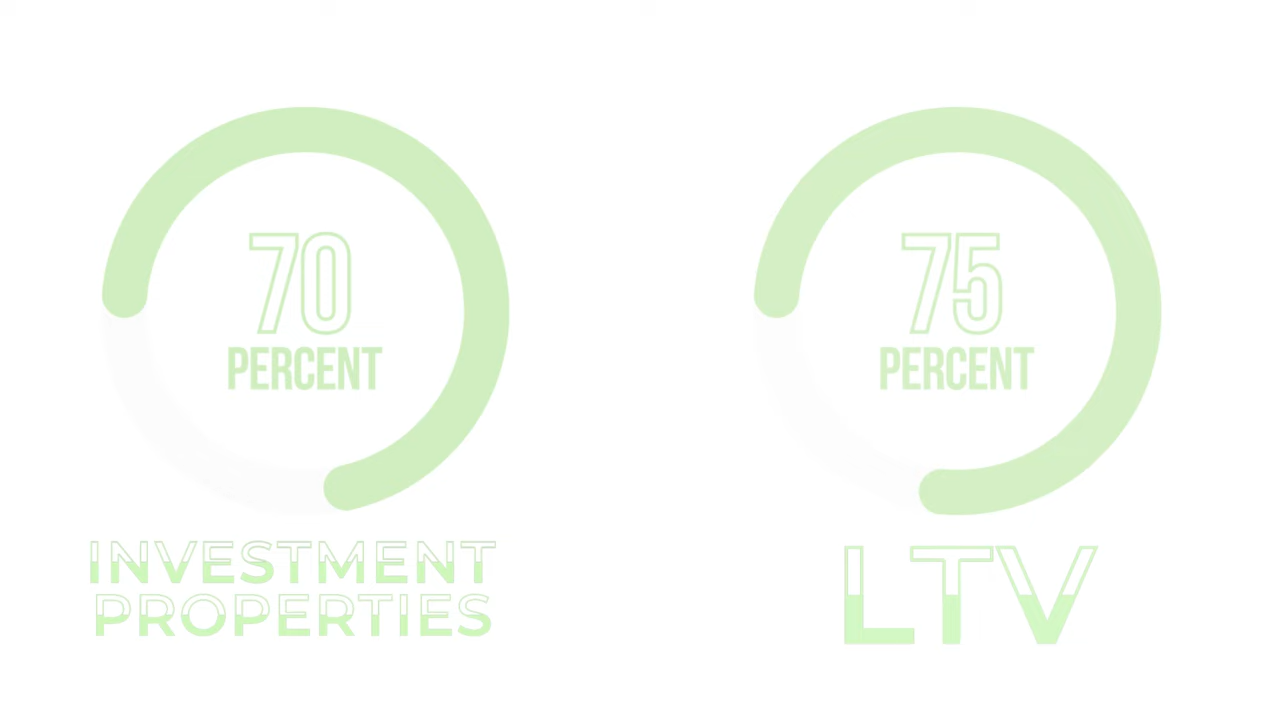 70
PERCENT
INVESTMENT
PROPERTIES
75
PERCENT
LTV